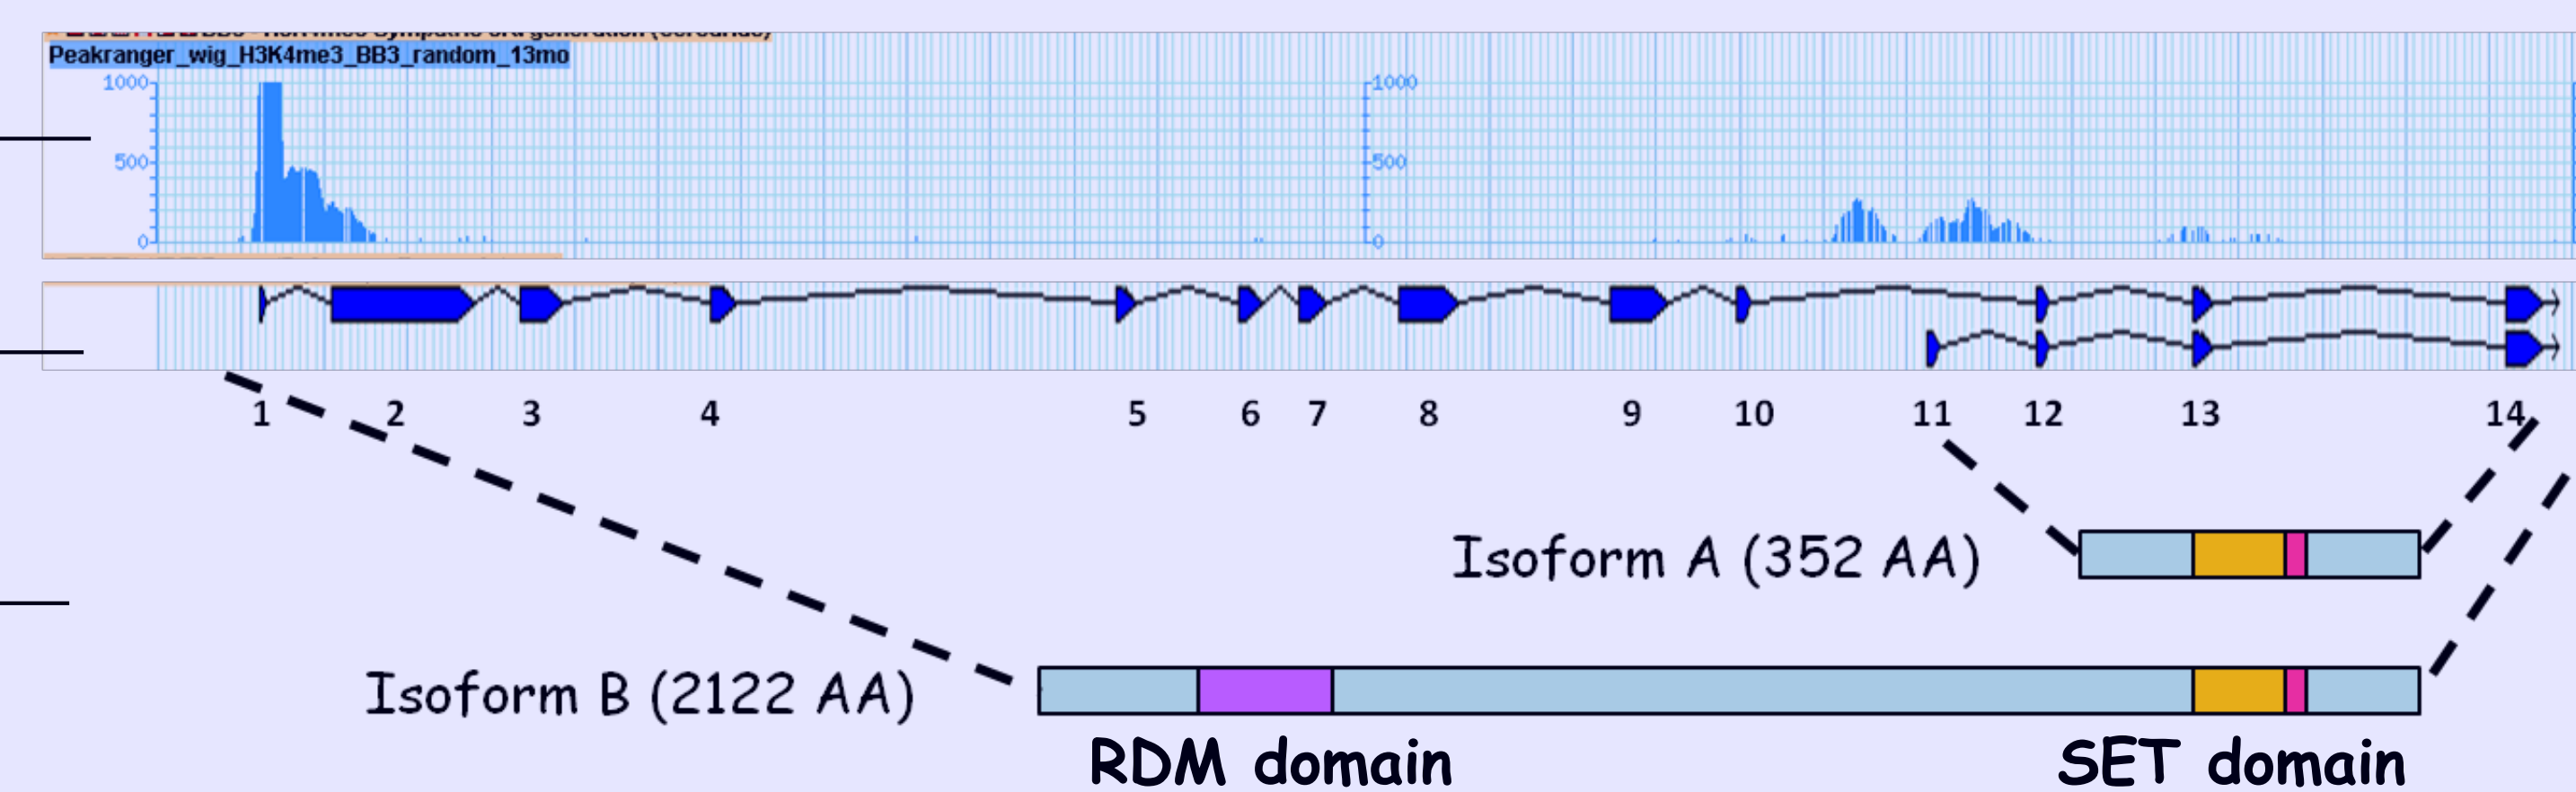 Peakranger_wig_H3K4me3_BB3_random_13mo
1000 1000
500 500
0 0
1 2 3 4 5 6 7 8 9 10 11 12 13 14
Isoform A (352 AA)
Isoform B (2122 AA)
RDM domain SET domain